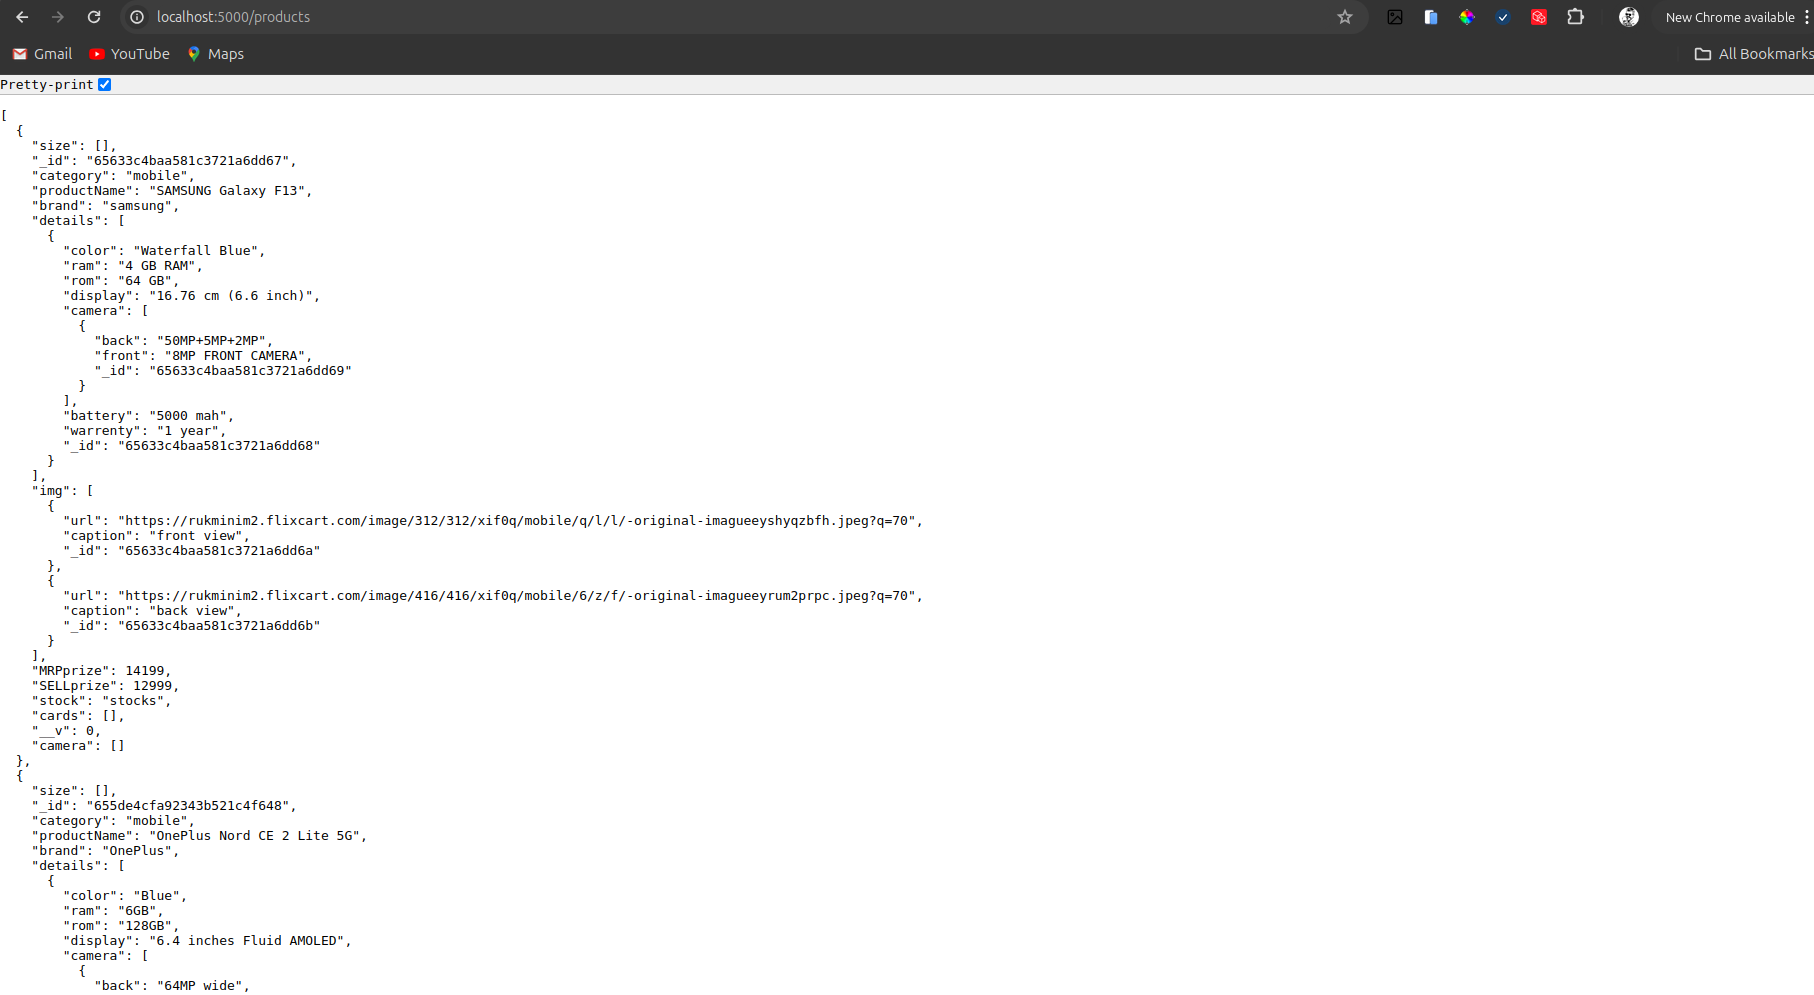 localhost:5000/products
New Chrome available
Gmail YouTube Maps All Bookmarks
Pretty-print
[
  {
    "size": [],
    "_id": "65633c4baa581c3721a6dd67",
    "category": "mobile",
    "productName": "SAMSUNG Galaxy F13",
    "brand": "samsung",
    "details": [
      {
        "color": "Waterfall Blue",
        "ram": "4 GB RAM",
        "rom": "64 GB",
        "display": "16.76 cm (6.6 inch)",
        "camera": [
          {
            "back": "50MP+5MP+2MP",
            "front": "8MP FRONT CAMERA",
            "_id": "65633c4baa581c3721a6dd69"
          }
        ],
        "battery": "5000 mah",
        "warrenty": "1 year",
        "_id": "65633c4baa581c3721a6dd68"
      }
    ],
    "img": [
      {
        "url": "https://rukminim2.flixcart.com/image/312/312/xif0q/mobile/q/l/l/-original-imagueeyshyqzbfh.jpeg?q=70",
        "caption": "front view",
        "_id": "65633c4baa581c3721a6dd6a"
      },
      {
        "url": "https://rukminim2.flixcart.com/image/416/416/xif0q/mobile/6/z/f/-original-imagueeyrum2prpc.jpeg?q=70",
        "caption": "back view",
        "_id": "65633c4baa581c3721a6dd6b"
      }
    ],
    "MRPprize": 14199,
    "SELLprize": 12999,
    "stock": "stocks",
    "cards": [],
    "__v": 0,
    "camera": []
  },
  {
    "size": [],
    "_id": "655de4cfa92343b521c4f648",
    "category": "mobile",
    "productName": "OnePlus Nord CE 2 Lite 5G",
    "brand": "OnePlus",
    "details": [
      {
        "color": "Blue",
        "ram": "6GB",
        "rom": "128GB",
        "display": "6.4 inches Fluid AMOLED",
        "camera": [
          {
            "back": "64MP wide",